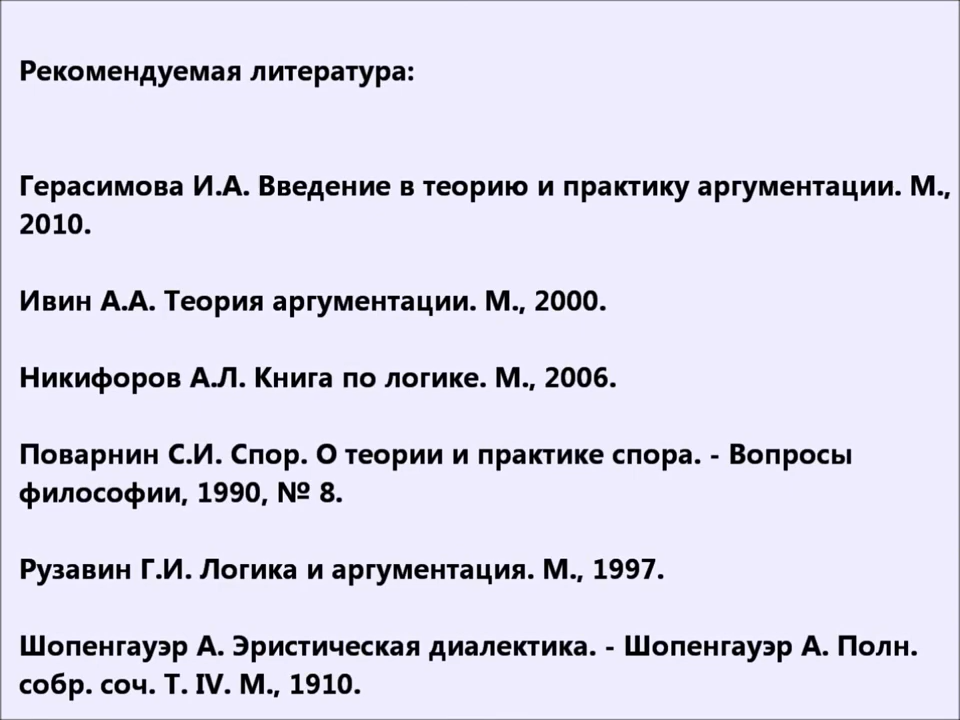 Рекомендуемая литература:
Герасимова И.А. Введение в теорию и практику аргументации. М.,
2010.
Ивин А.А. Теория аргументации. М., 2000.
Никифоров А.Л. Книга по логике. М., 2006.
Поварнин С.И. Спор. О теории и практике спора. - Вопросы
философии, 1990, № 8.
Рузавин Г.И. Логика и аргументация. М., 1997.
Шопенгауэр А. Эристическая диалектика. - Шопенгауэр А. Полн.
собр. соч. Т. IV. М., 1910.